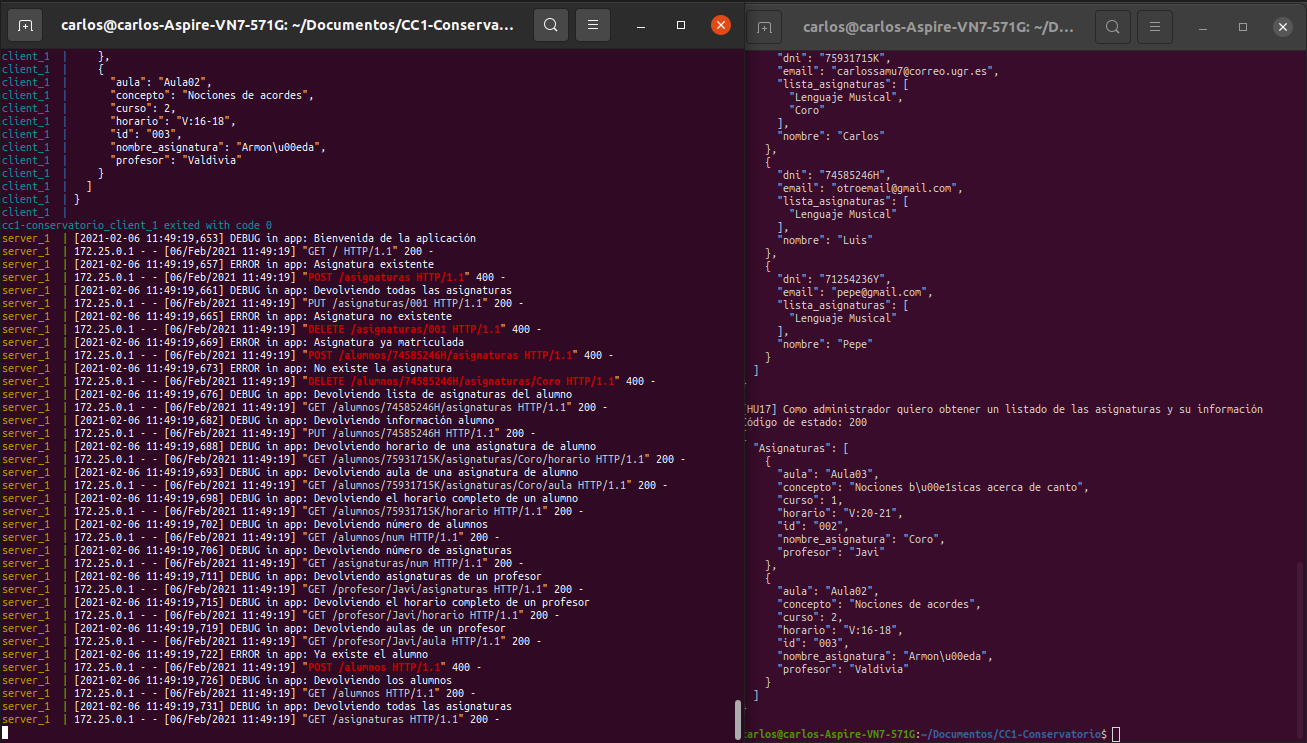 carlos@carlos-Aspire-VN7-571G: ~/Documentos/CC1-Conserva...
client_1  |     },
client_1  |     {
client_1  |       "aula": "Aula02",
client_1  |       "concepto": "Nociones de acordes",
client_1  |       "curso": 2,
client_1  |       "horario": "V:16-18",
client_1  |       "id": "003",
client_1  |       "nombre_asignatura": "Armon\u00eda",
client_1  |       "profesor": "Valdivia"
client_1  |     }
client_1  |   ]
client_1  | }
client_1  |
cc1-conservatorio_client_1 exited with code 0
server_1  | [2021-02-06 11:49:19,653] DEBUG in app: Bienvenida de la aplicación
server_1  | 172.25.0.1 - - [06/Feb/2021 11:49:19] "GET / HTTP/1.1" 200 -
server_1  | [2021-02-06 11:49:19,657] ERROR in app: Asignatura existente
server_1  | 172.25.0.1 - - [06/Feb/2021 11:49:19] "POST /asignaturas HTTP/1.1" 400 -
server_1  | [2021-02-06 11:49:19,661] DEBUG in app: Devolviendo todas las asignaturas
server_1  | 172.25.0.1 - - [06/Feb/2021 11:49:19] "PUT /asignaturas/001 HTTP/1.1" 200 -
server_1  | [2021-02-06 11:49:19,665] ERROR in app: Asignatura no existente
server_1  | 172.25.0.1 - - [06/Feb/2021 11:49:19] "DELETE /asignaturas/001 HTTP/1.1" 400 -
server_1  | [2021-02-06 11:49:19,669] ERROR in app: Asignatura ya matriculada
server_1  | 172.25.0.1 - - [06/Feb/2021 11:49:19] "POST /alumnos/74585246H/asignaturas HTTP/1.1" 400 -
server_1  | [2021-02-06 11:49:19,673] ERROR in app: No existe la asignatura
server_1  | 172.25.0.1 - - [06/Feb/2021 11:49:19] "DELETE /alumnos/74585246H/asignaturas/Coro HTTP/1.1" 400 -
server_1  | [2021-02-06 11:49:19,676] DEBUG in app: Devolviendo lista de asignaturas del alumno
server_1  | 172.25.0.1 - - [06/Feb/2021 11:49:19] "GET /alumnos/74585246H/asignaturas HTTP/1.1" 200 -
server_1  | [2021-02-06 11:49:19,682] DEBUG in app: Devolviendo información alumno
server_1  | 172.25.0.1 - - [06/Feb/2021 11:49:19] "PUT /alumnos/74585246H HTTP/1.1" 200 -
server_1  | [2021-02-06 11:49:19,688] DEBUG in app: Devolviendo horario de una asignatura de alumno
server_1  | 172.25.0.1 - - [06/Feb/2021 11:49:19] "GET /alumnos/75931715K/asignaturas/Coro/horario HTTP/1.1" 200 -
server_1  | [2021-02-06 11:49:19,693] DEBUG in app: Devolviendo aula de una asignatura de alumno
server_1  | 172.25.0.1 - - [06/Feb/2021 11:49:19] "GET /alumnos/75931715K/asignaturas/Coro/aula HTTP/1.1" 200 -
server_1  | [2021-02-06 11:49:19,698] DEBUG in app: Devolviendo el horario completo de un alumno
server_1  | 172.25.0.1 - - [06/Feb/2021 11:49:19] "GET /alumnos/75931715K/horario HTTP/1.1" 200 -
server_1  | [2021-02-06 11:49:19,702] DEBUG in app: Devolviendo número de alumnos
server_1  | 172.25.0.1 - - [06/Feb/2021 11:49:19] "GET /alumnos/num HTTP/1.1" 200 -
server_1  | [2021-02-06 11:49:19,706] DEBUG in app: Devolviendo número de asignaturas
server_1  | 172.25.0.1 - - [06/Feb/2021 11:49:19] "GET /asignaturas/num HTTP/1.1" 200 -
server_1  | [2021-02-06 11:49:19,711] DEBUG in app: Devolviendo asignaturas de un profesor
server_1  | 172.25.0.1 - - [06/Feb/2021 11:49:19] "GET /profesor/Javi/asignaturas HTTP/1.1" 200 -
server_1  | [2021-02-06 11:49:19,715] DEBUG in app: Devolviendo el horario completo de un profesor
server_1  | 172.25.0.1 - - [06/Feb/2021 11:49:19] "GET /profesor/Javi/horario HTTP/1.1" 200 -
server_1  | [2021-02-06 11:49:19,719] DEBUG in app: Devolviendo aulas de un profesor
server_1  | 172.25.0.1 - - [06/Feb/2021 11:49:19] "GET /profesor/Javi/aula HTTP/1.1" 200 -
server_1  | [2021-02-06 11:49:19,722] ERROR in app: Ya existe el alumno
server_1  | 172.25.0.1 - - [06/Feb/2021 11:49:19] "POST /alumnos HTTP/1.1" 400 -
server_1  | [2021-02-06 11:49:19,726] DEBUG in app: Devolviendo los alumnos
server_1  | 172.25.0.1 - - [06/Feb/2021 11:49:19] "GET /alumnos HTTP/1.1" 200 -
server_1  | [2021-02-06 11:49:19,731] DEBUG in app: Devolviendo todas las asignaturas
server_1  | 172.25.0.1 - - [06/Feb/2021 11:49:19] "GET /asignaturas HTTP/1.1" 200 -
carlos@carlos-Aspire-VN7-571G: ~/D...
"dni": "75931715K",
"email": "carlossamu7@correo.ugr.es",
"lista_asignaturas": [
"Lenguaje Musical",
"Coro"
],
"nombre": "Carlos"
},
{
"dni": "74585246H",
"email": "otroemail@gmail.com",
"lista_asignaturas": [
"Lenguaje Musical"
],
"nombre": "Luis"
},
{
"dni": "71254236Y",
"email": "pepe@gmail.com",
"lista_asignaturas": [
"Lenguaje Musical"
],
"nombre": "Pepe"
}
]
[HU17] Como administrador quiero obtener un listado de las asignaturas y su información
ódigo de estado: 200
"Asignaturas": [
{
"aula": "Aula03",
"concepto": "Nociones b\u00e1sicas acerca de canto",
"curso": 1,
"horario": "V:20-21",
"id": "002",
"nombre_asignatura": "Coro",
"profesor": "Javi"
},
{
"aula": "Aula02",
"concepto": "Nociones de acordes",
"curso": 2,
"horario": "V:16-18",
"id": "003",
"nombre_asignatura": "Armon\u00eda",
"profesor": "Valdivia"
}
]
carlos@carlos-Aspire-VN7-571G:~/Documentos/CC1-Conservatorio$